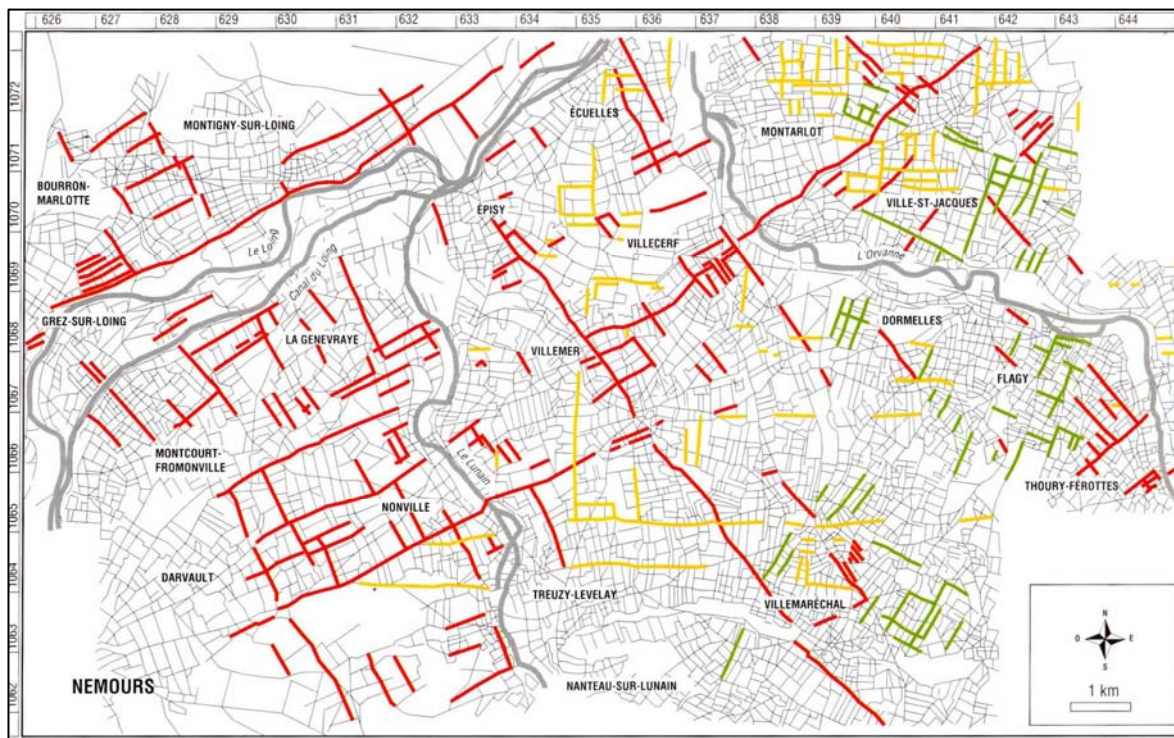 626 627 628 629 630 631 632 633 634 635 636 637 638 639 640 641 642 643 644
1072
ÉCUELLES
MONTIGNY-SUR-LOING
MONTARLOT
1071
BOURRON-
MARLOTTE
1070
ÉPISY
VILLE-ST-JACQUES
Le Loing
VILLECERF
L'Orvanne
1069
Canal du Loing
GREZ-SUR-LOING
DORMELLES
1068
LA GENEVRAYE
VILLEMER
FLAGY
1067
MONTCOURT-
FROMONVILLE
1066
Le Lunain
THOURY-FÉROTTES
NONVILLE
1065
DARVAULT
1064
TREUZY-LEVELAY
VILLEMARÉCHAL
1063
N
O E
S
NEMOURS
NANTEAU-SUR-LUNAIN
1062
1 km